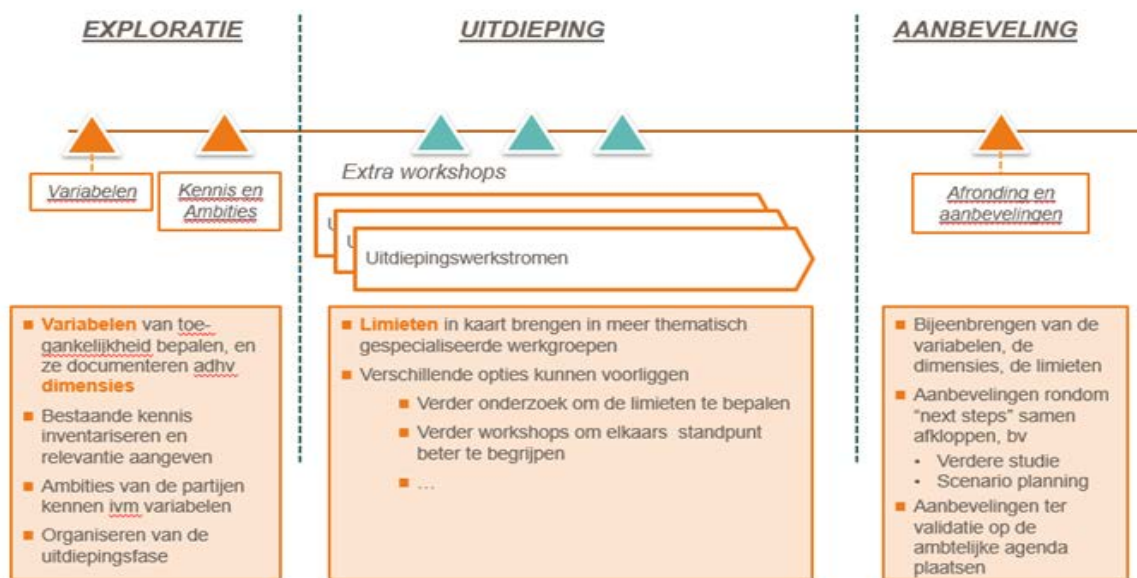 EXPLORATIE
UITDIEPING
AANBEVELING
Variabelen
Kennis en
Ambities
Extra workshops
U
U
Uitdiepingswerkstromen
Afronding en
aanbevelingen
■ Variabelen van toe-
gankelijkheid bepalen, en
ze documenteren adhv
dimensies
■ Bestaande kennis
inventariseren en
relevantie aangeven
■ Ambities van de partijen
kennen ivm variabelen
■ Organiseren van de
uitdiepingsfase
■ Limieten in kaart brengen in meer thematisch
gespecialiseerde werkgroepen
■ Verschillende opties kunnen voorliggen
■ Verder onderzoek om de limieten te bepalen
■ Verder workshops om elkaars standpunt
beter te begrijpen
■ ...
■ Bijeenbrengen van de
variabelen, de
dimensies, de limieten
■ Aanbevelingen rondom
“next steps” samen
afkloppen, bv
• Verdere studie
• Scenario planning
■ Aanbevelingen ter
validatie op de
ambtelijke agenda
plaatsen